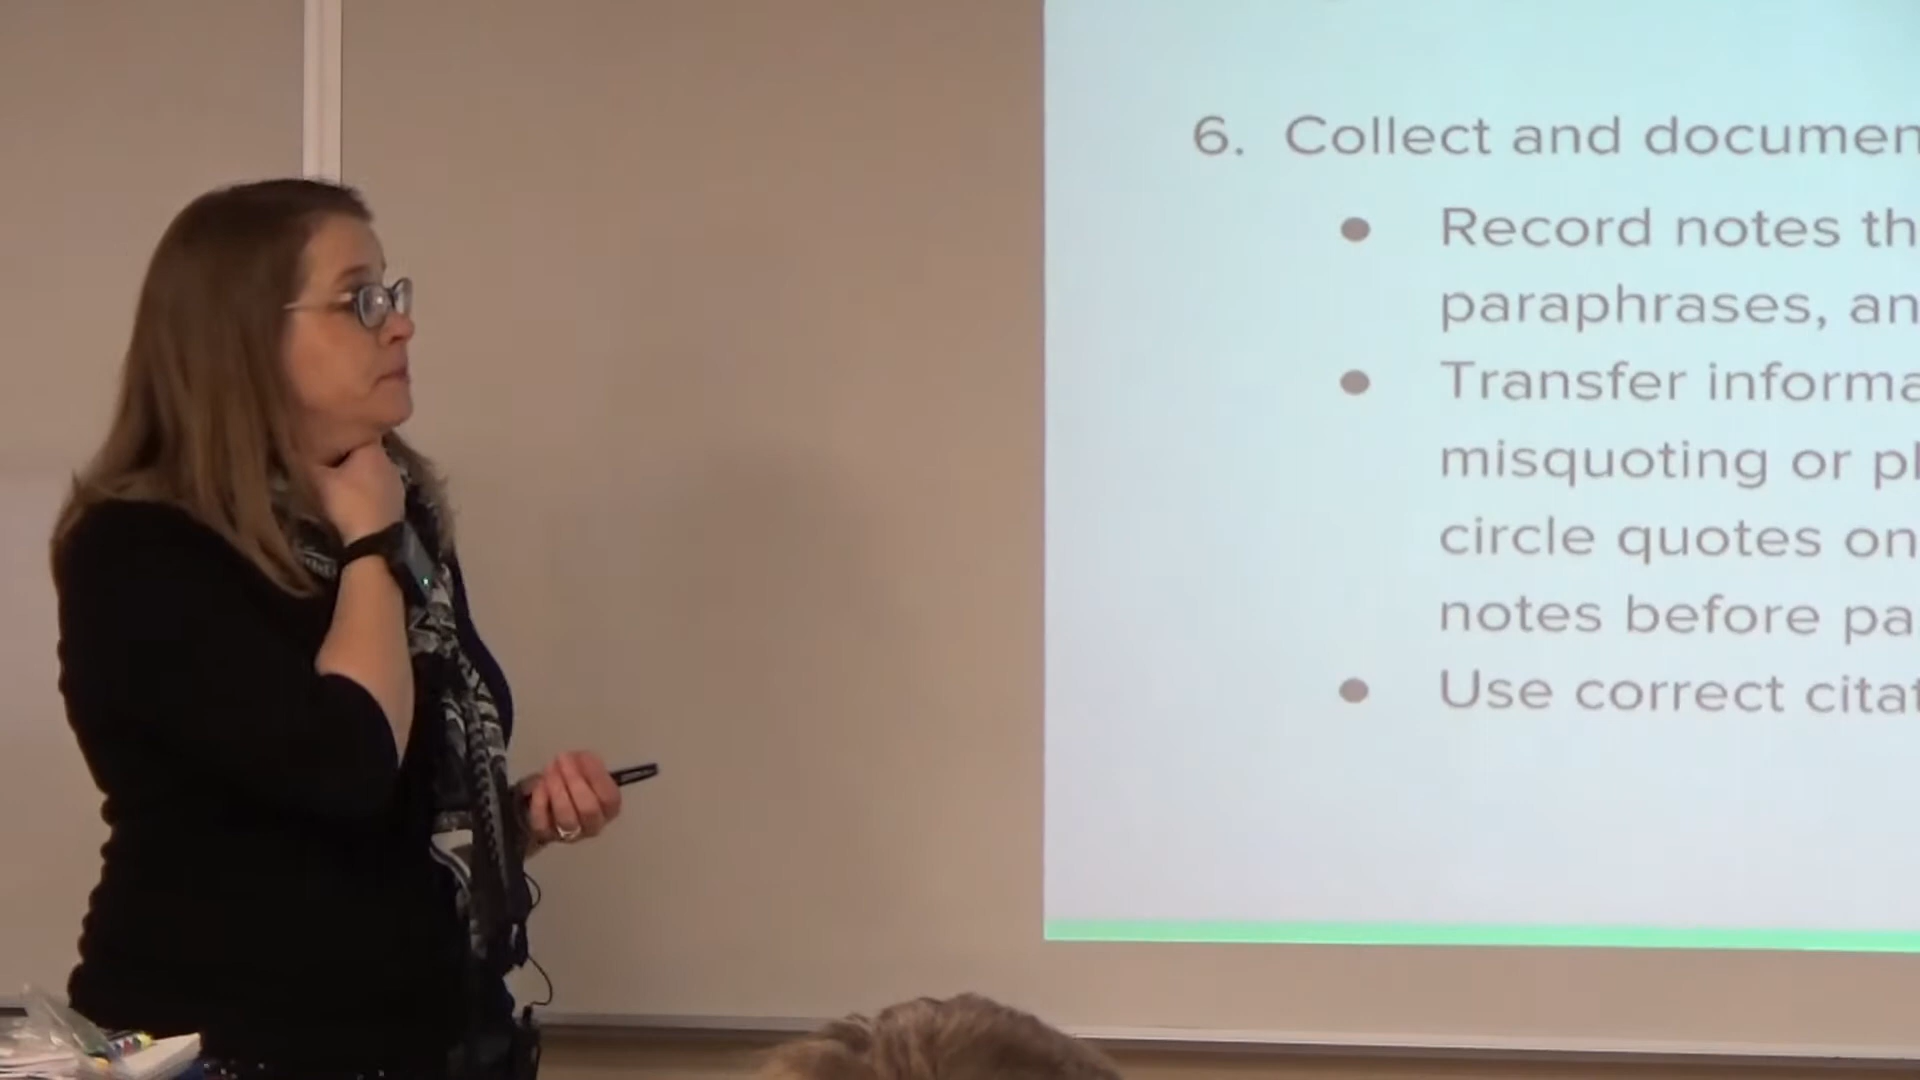 6. Collect and documen
● Record notes th
paraphrases, an
● Transfer informa
misquoting or pl
circle quotes on
notes before pa
● Use correct citat